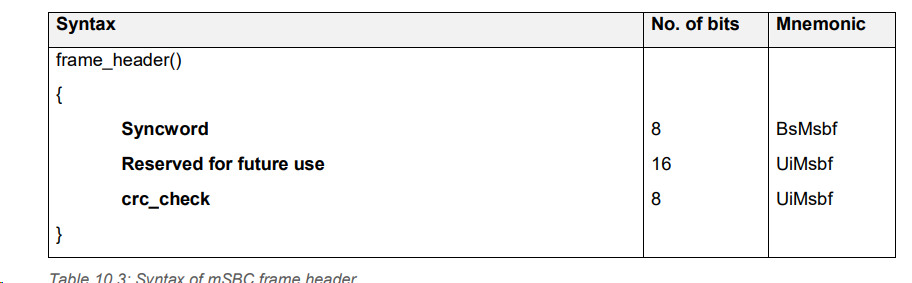 Syntax No. of bits Mnemonic
frame_header()
{
Syncword 8 BsMsbf
Reserved for future use 16 UiMsbf
crc_check 8 UiMsbf
}
Table 10.3: Syntax of mSBC frame header